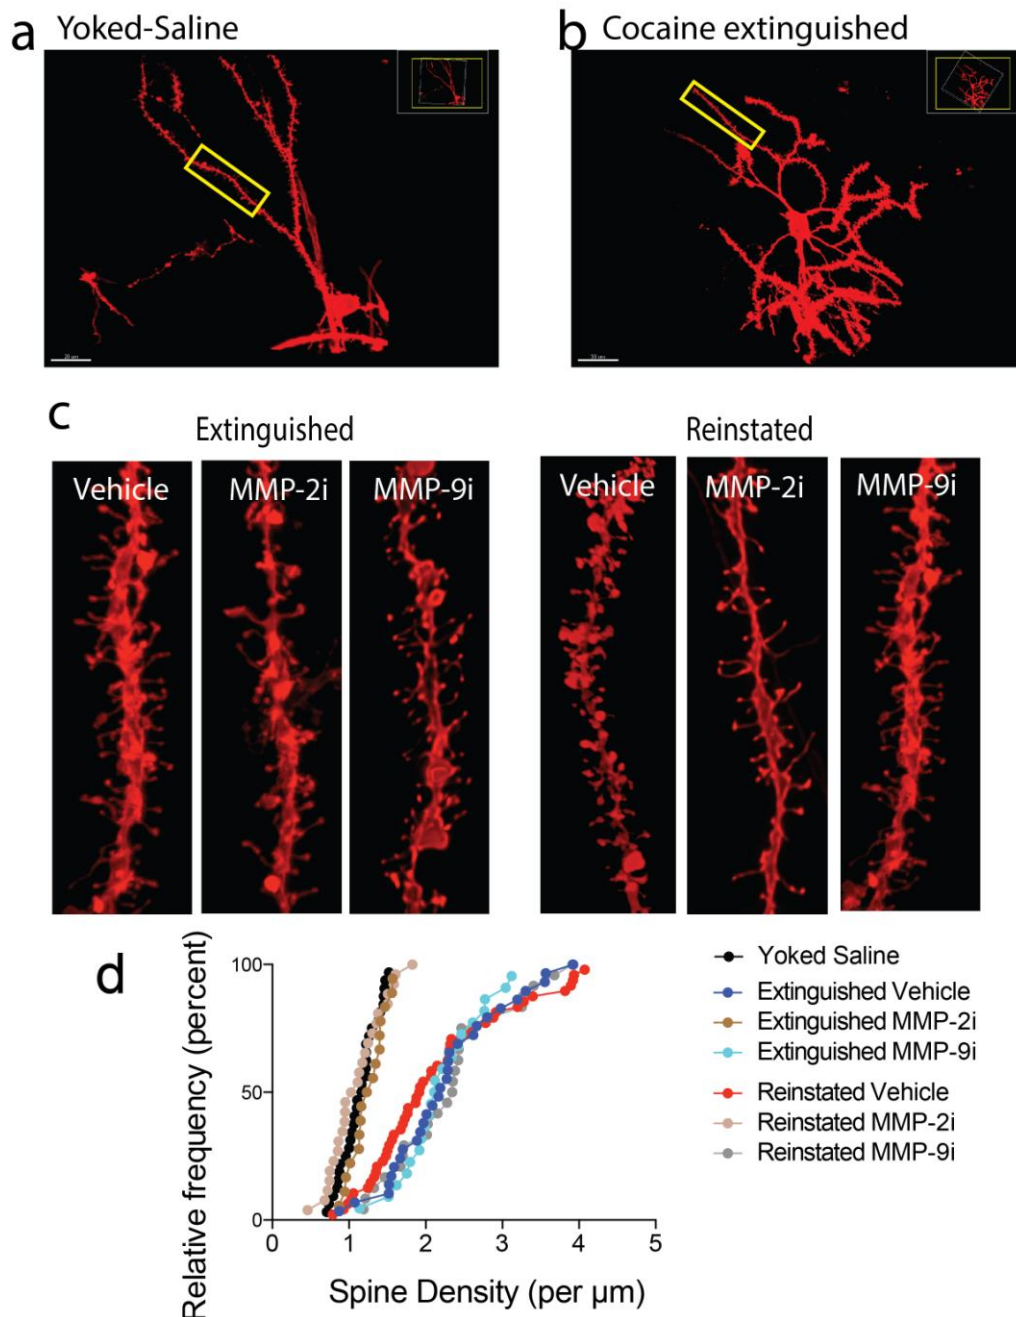 a Yoked-Saline
b Cocaine extinguished
c
Extinguished
Vehicle MMP-2i MMP-9i
Reinstated
Vehicle MMP-2i MMP-9i
d
Relative frequency (percent)
100
50
0
0 1 2 3 4 5
Spine Density (per µm)
Yoked Saline
Extinguished Vehicle
Extinguished MMP-2i
Extinguished MMP-9i
Reinstated Vehicle
Reinstated MMP-2i
Reinstated MMP-9i